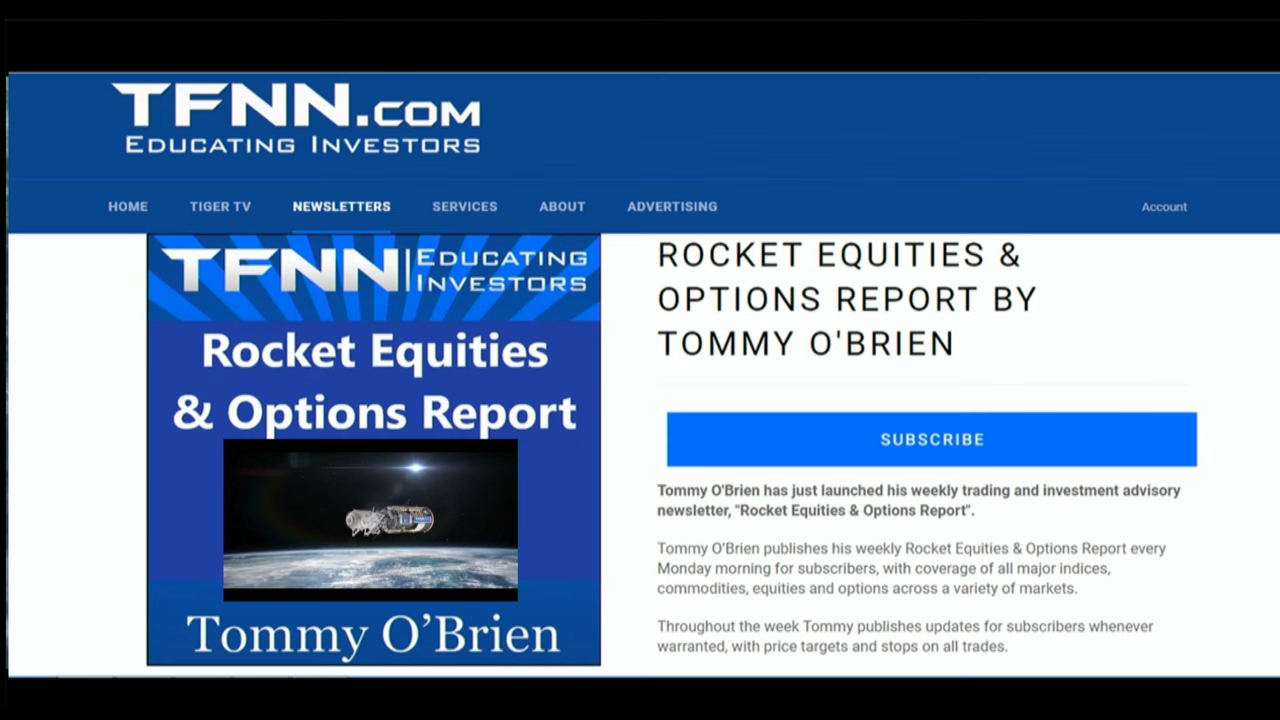 TFNN.COM
EDUCATING INVESTORS
HOME TIGER TV NEWSLETTERS SERVICES ABOUT ADVERTISING Account
TFNN EDUCATING
INVESTORS
Rocket Equities
& Options Report
Tommy O’Brien
ROCKET EQUITIES &
OPTIONS REPORT BY
TOMMY O'BRIEN
SUBSCRIBE
Tommy O'Brien has just launched his weekly trading and investment advisory
newsletter, "Rocket Equities & Options Report".
Tommy O’Brien publishes his weekly Rocket Equities & Options Report every
Monday morning for subscribers, with coverage of all major indices,
commodities, equities and options across a variety of markets.
Throughout the week Tommy publishes updates for subscribers whenever
warranted, with price targets and stops on all trades.